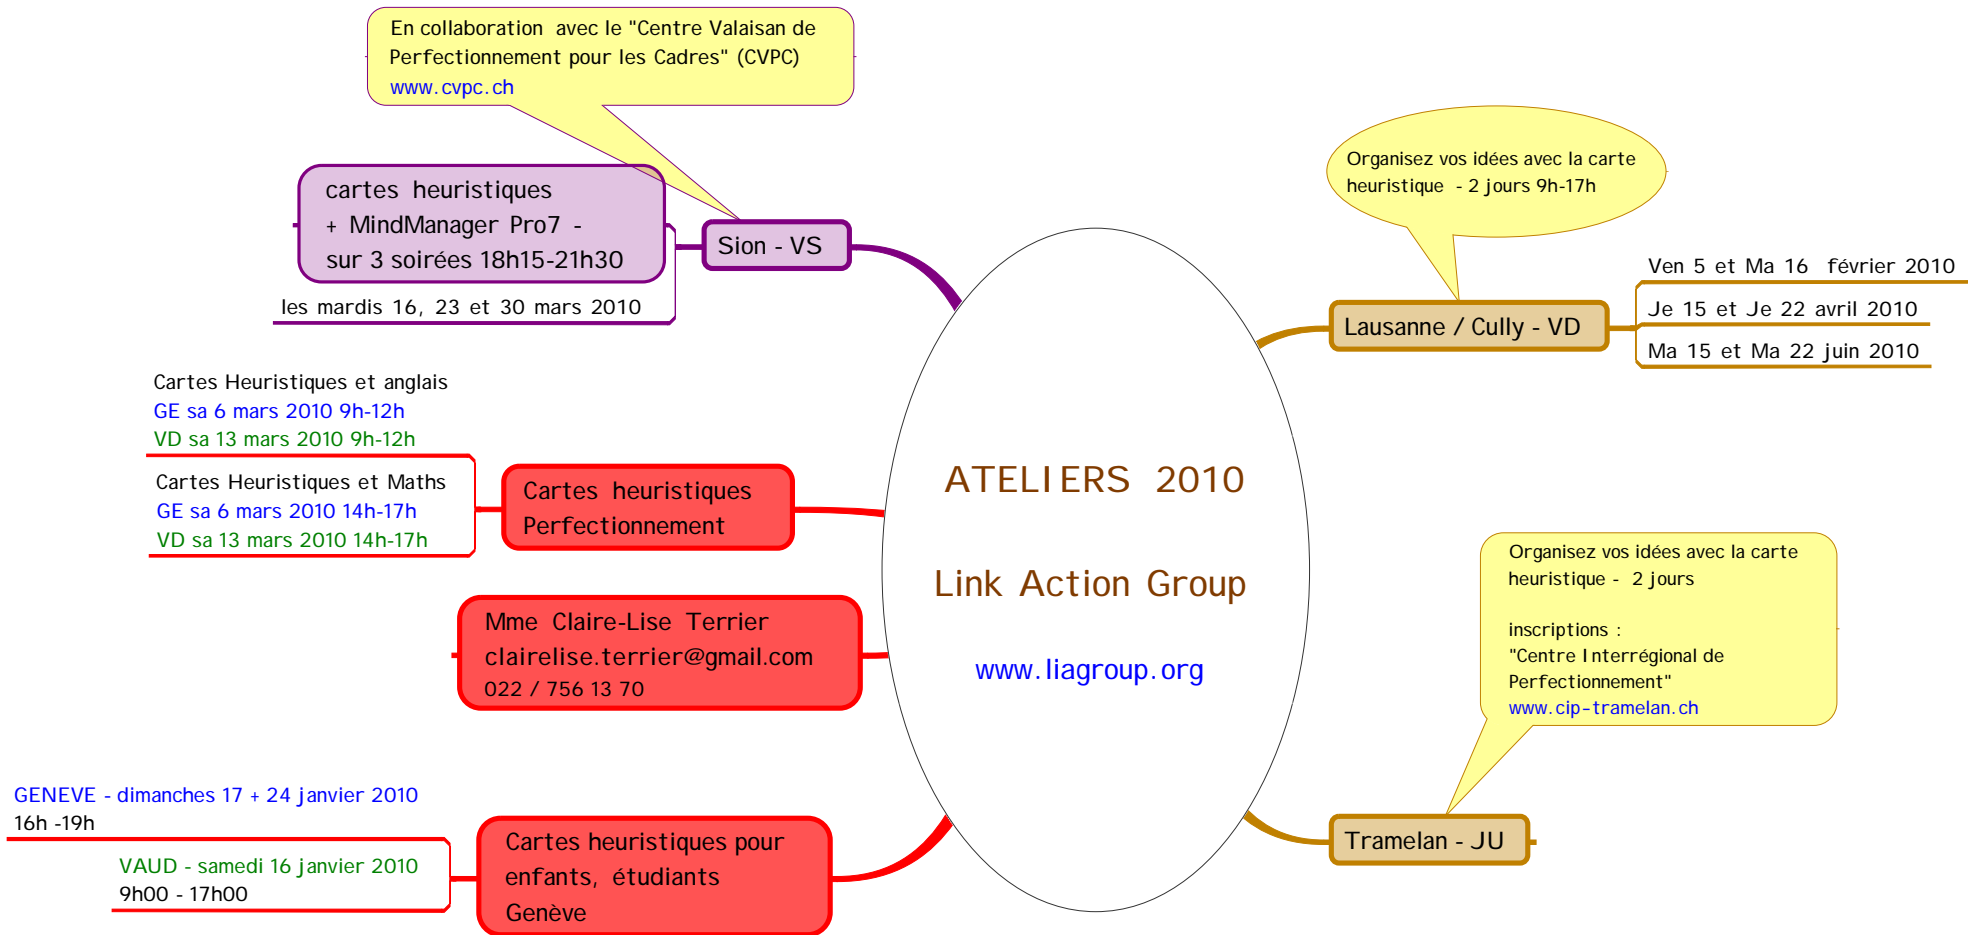 En collaboration avec le "Centre Valaisan de
Perfectionnement pour les Cadres" (CVPC)
www.cvpc.ch
cartes heuristiques
+ MindManager Pro7 -
sur 3 soirées 18h15-21h30
Sion - VS
les mardis 16, 23 et 30 mars 2010
Cartes Heuristiques et anglais
GE sa 6 mars 2010 9h-12h
VD sa 13 mars 2010 9h-12h
Cartes Heuristiques et Maths
GE sa 6 mars 2010 14h-17h
VD sa 13 mars 2010 14h-17h
Cartes heuristiques
Perfectionnement
Mme Claire-Lise Terrier
clairelise.terrier@gmail.com
022 / 756 13 70
GENEVE - dimanches 17 + 24 janvier 2010
16h -19h
VAUD - samedi 16 janvier 2010
9h00 - 17h00
Cartes heuristiques pour
enfants, étudiants
Genève
ATELIERS 2010
Link Action Group
www.liagroup.org
Organisez vos idées avec la carte
heuristique - 2 jours 9h-17h
Lausanne / Cully - VD
Ven 5 et Ma 16 février 2010
Je 15 et Je 22 avril 2010
Ma 15 et Ma 22 juin 2010
Organisez vos idées avec la carte
heuristique - 2 jours
inscriptions :
"Centre Interrégional de
Perfectionnement"
www.cip-tramelan.ch
Tramelan - JU